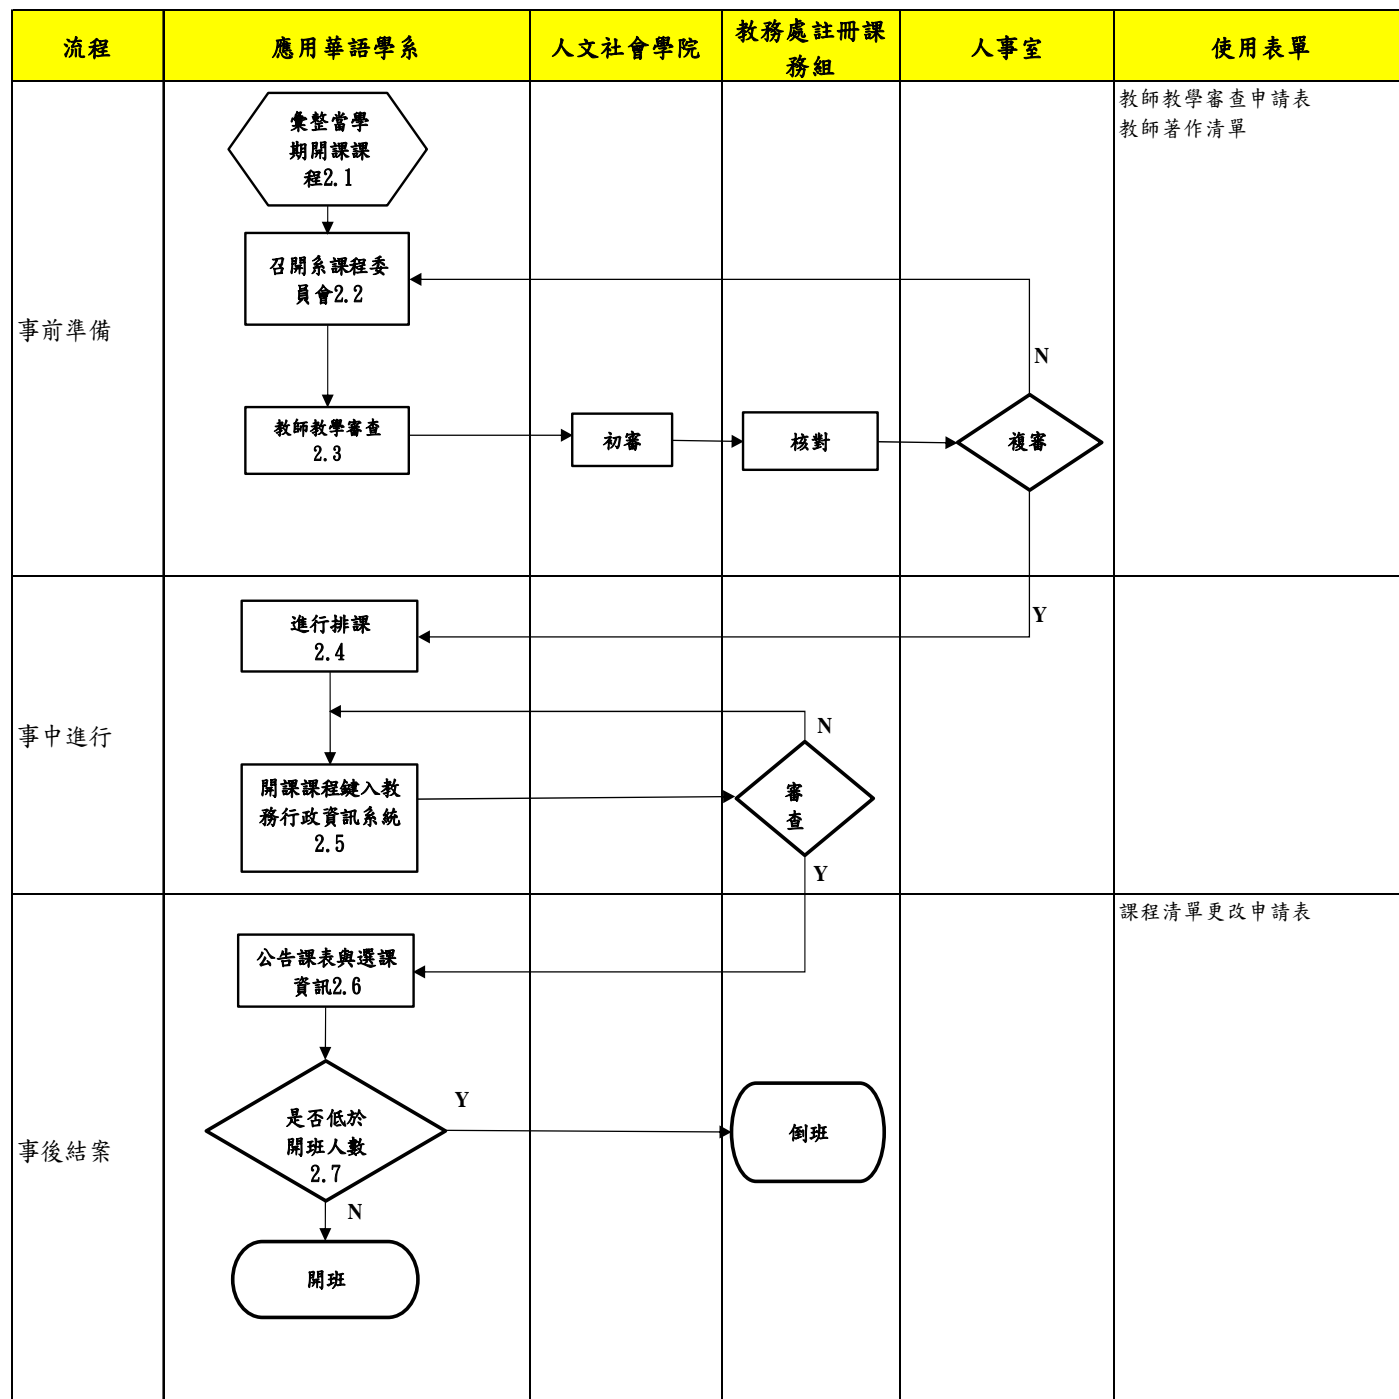 流程
應用華語學系
人文社會學院
教務處註冊課
務組
人事室
使用表單
事前準備
彙整當學
期開課課
程2.1
召開系課程委
員會2.2
教師教學審查
2.3
初審
核對
複審
N
Y
教師教學審查申請表
教師著作清單
事中進行
進行排課
2.4
開課課程鍵入教
務行政資訊系統
2.5
審
查
N
Y
事後結案
公告課表與選課
資訊2.6
是否低於
開班人數
2.7
Y
N
倒班
開班
課程清單更改申請表